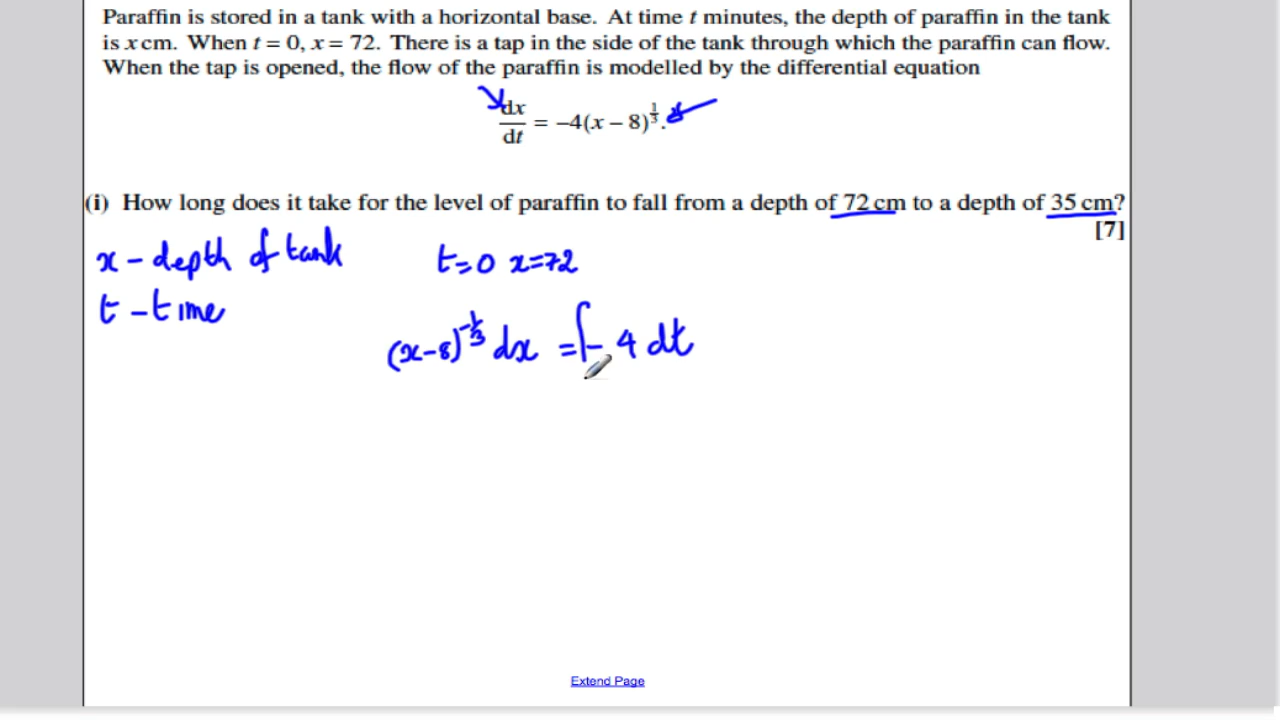 Paraffin is stored in a tank with a horizontal base. At time t minutes, the depth of paraffin in the tank
is x cm. When t = 0, x = 72. There is a tap in the side of the tank through which the paraffin can flow.
When the tap is opened, the flow of the paraffin is modelled by the differential equation
dx/dt = −4(x − 8)^(1/3).
(i) How long does it take for the level of paraffin to fall from a depth of 72 cm to a depth of 35 cm?
[7]
x - depth of tank t=0 x=72
t - time
(x-8)^(-1/3) dx = ∫-4 dt
Extend Page